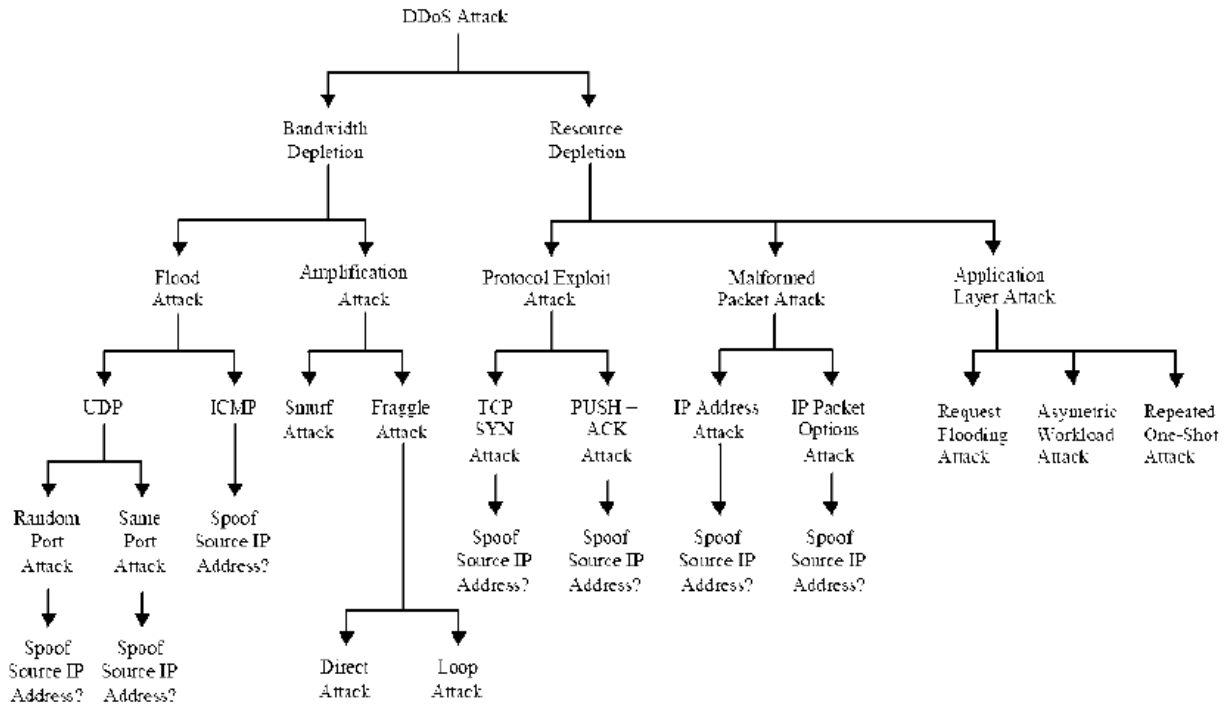 DDoS Attack
Bandwidth
Depletion
Resource
Depletion
Flood
Attack
Amplification
Attack
Protocol Exploit
Attack
Malformed
Packet Attack
Application
Layer Attack
UDP
ICMP
Smurf
Attack
Fraggle
Attack
TCP
SYN
Attack
PUSH –
ACK
Attack
IP Address
Attack
IP Packet
Options
Attack
Request
Flooding
Attack
Asymetric
Workload
Attack
Repeated
One-Shot
Attack
Random
Port
Attack
Same
Port
Attack
Spoof
Source IP
Address?
Spoof
Source IP
Address?
Spoof
Source IP
Address?
Spoof
Source IP
Address?
Spoof
Source IP
Address?
Spoof
Source IP
Address?
Spoof
Source IP
Address?
Direct
Attack
Loop
Attack